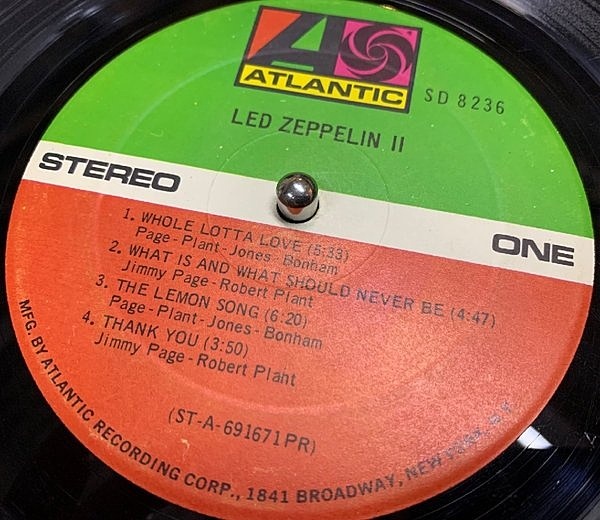 ATLANTIC
SD 8236
LED ZEPPELIN II
STEREO
ONE
1. WHOLE LOTTA LOVE (5:33)
Page-Plant-Jones-Bonham
2. WHAT IS AND WHAT SHOULD NEVER BE (4:47)
Jimmy Page-Robert Plant
3. THE LEMON SONG (6:20)
Page-Plant-Jones-Bonham
4. THANK YOU (3:50)
Jimmy Page-Robert Plant
(ST-A-691671PR)
MFG. BY ATLANTIC RECORDING CORP., 1841 BROADWAY, NEW YORK, N.Y.